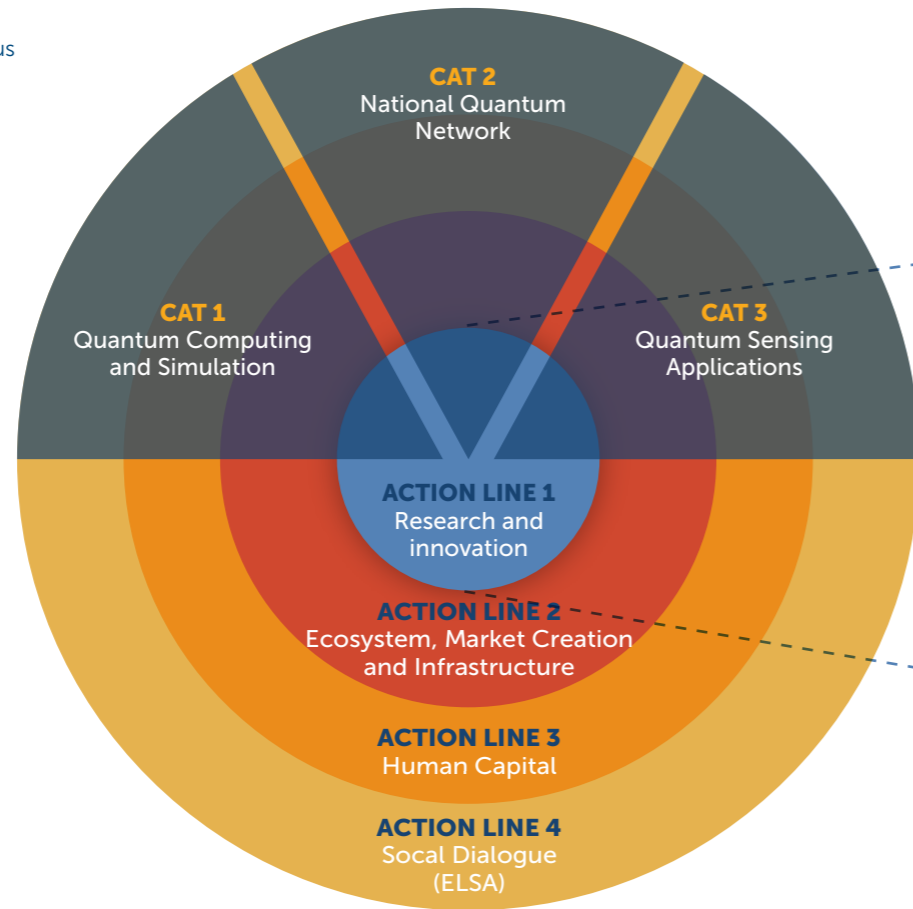 us
CAT 2
National Quantum
Network
CAT 1
Quantum Computing
and Simulation
CAT 3
Quantum Sensing
Applications
ACTION LINE 1
Research and
innovation
ACTION LINE 2
Ecosystem, Market Creation
and Infrastructure
ACTION LINE 3
Human Capital
ACTION LINE 4
Socal Dialogue
(ELSA)